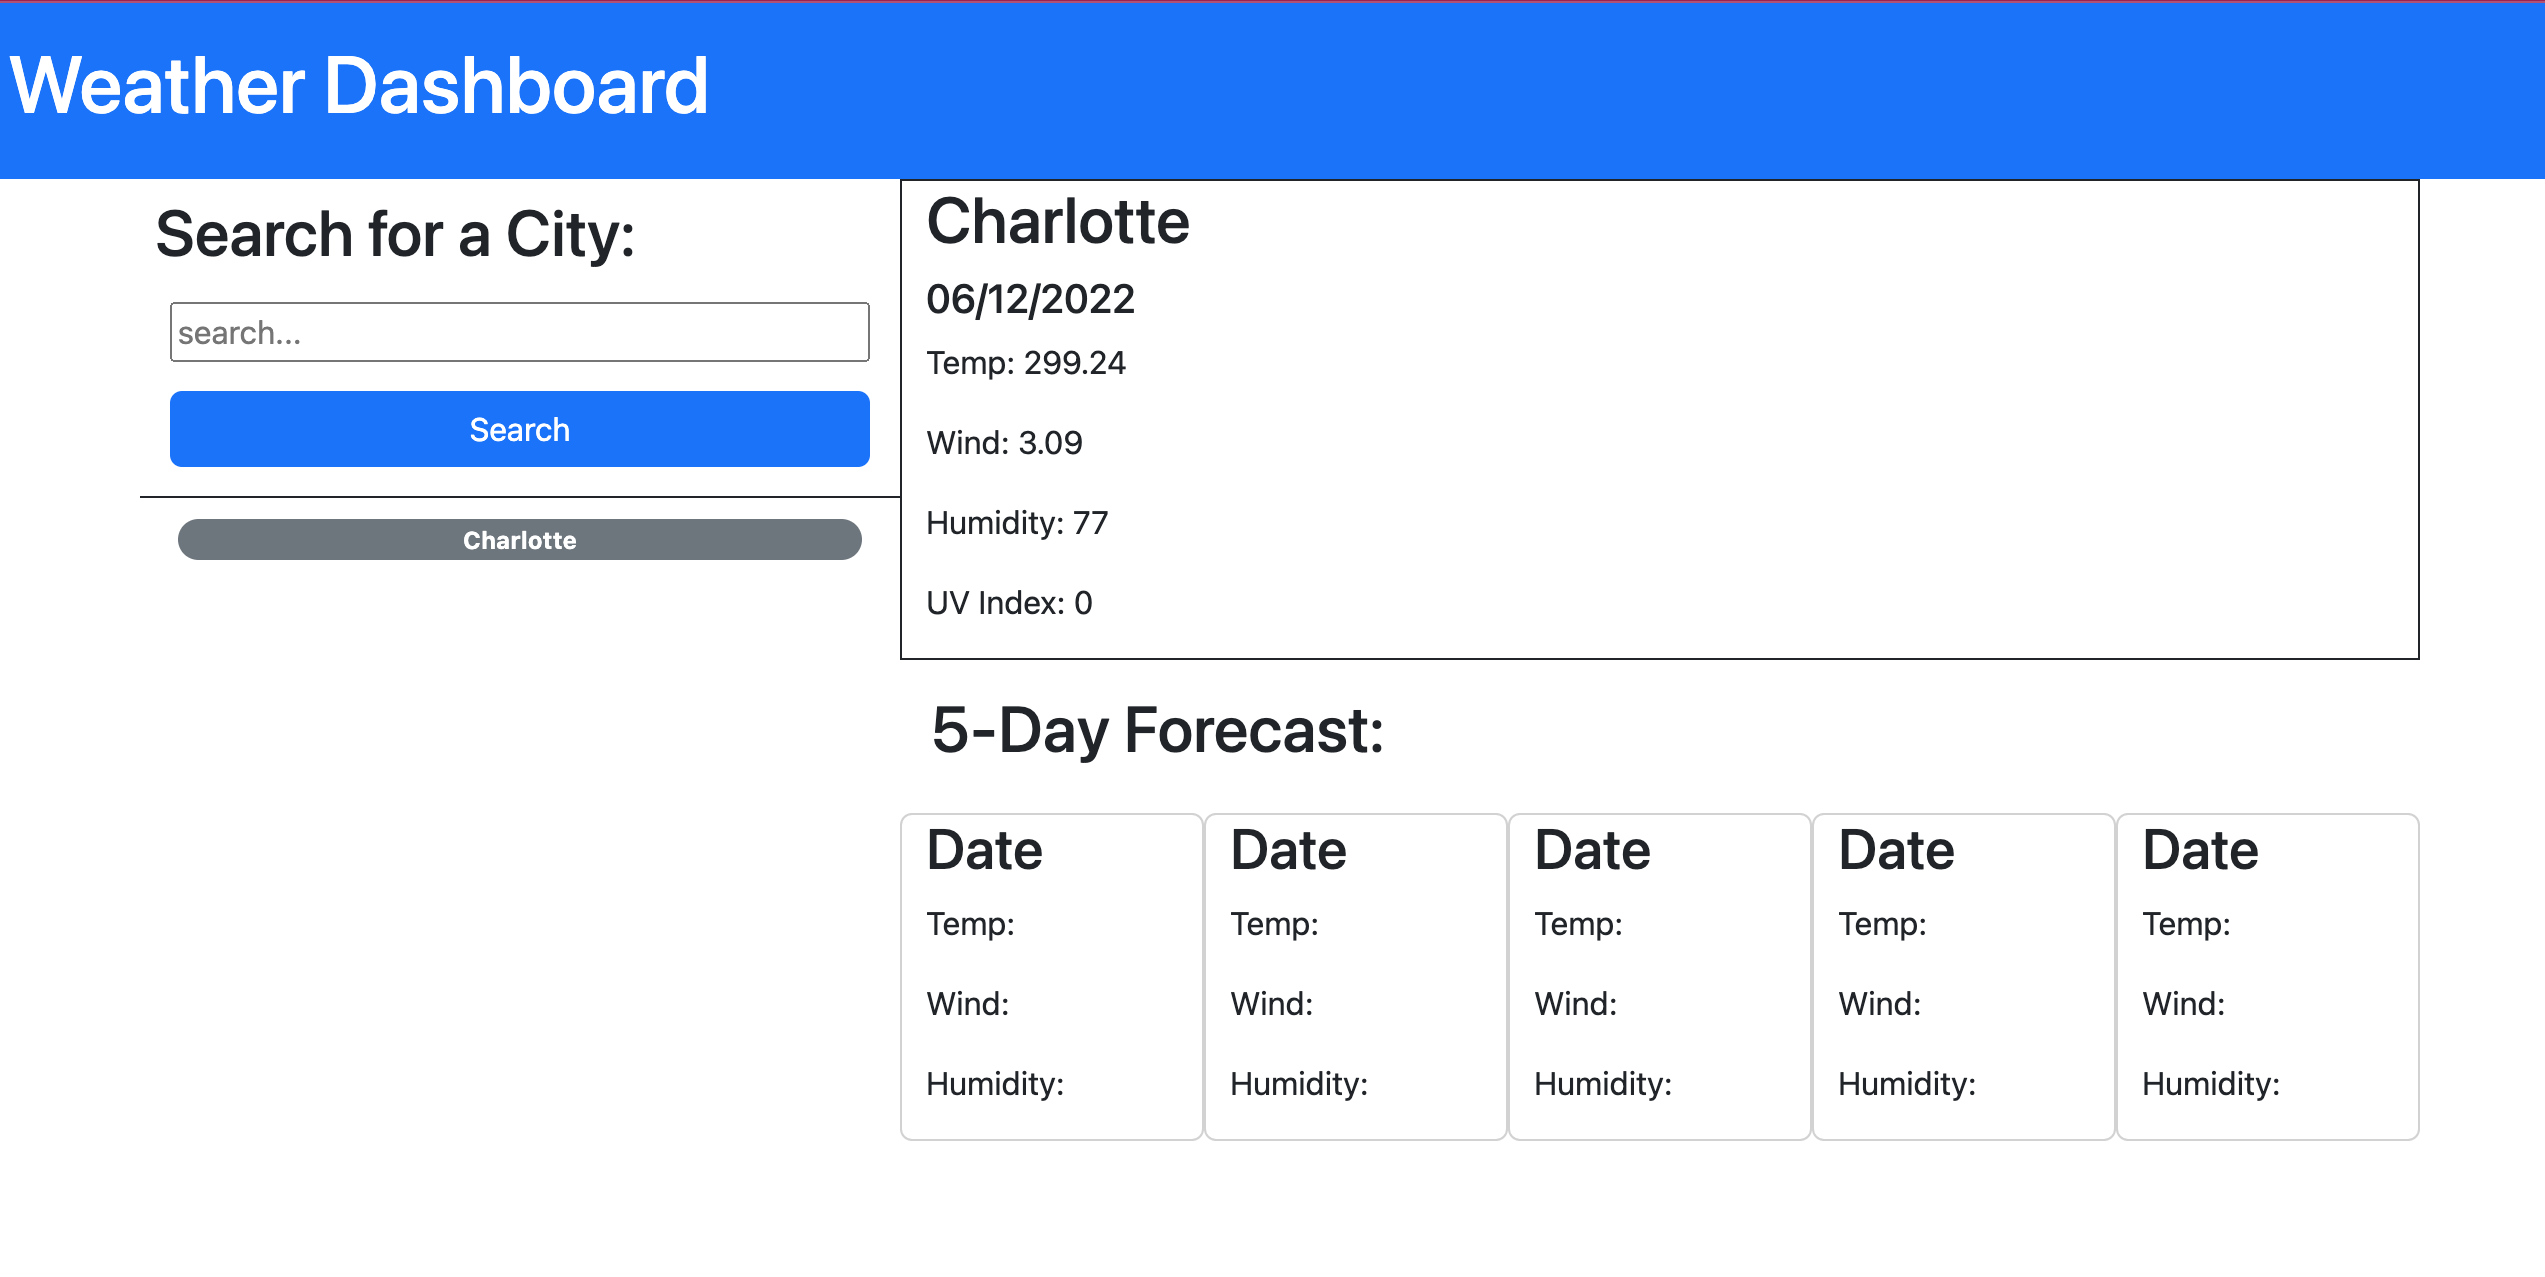 Weather Dashboard
Search for a City:
search...
Search
Charlotte
Charlotte
06/12/2022
Temp: 299.24
Wind: 3.09
Humidity: 77
UV Index: 0
5-Day Forecast:
Date
Temp:
Wind:
Humidity:
Date
Temp:
Wind:
Humidity:
Date
Temp:
Wind:
Humidity:
Date
Temp:
Wind:
Humidity:
Date
Temp:
Wind:
Humidity: